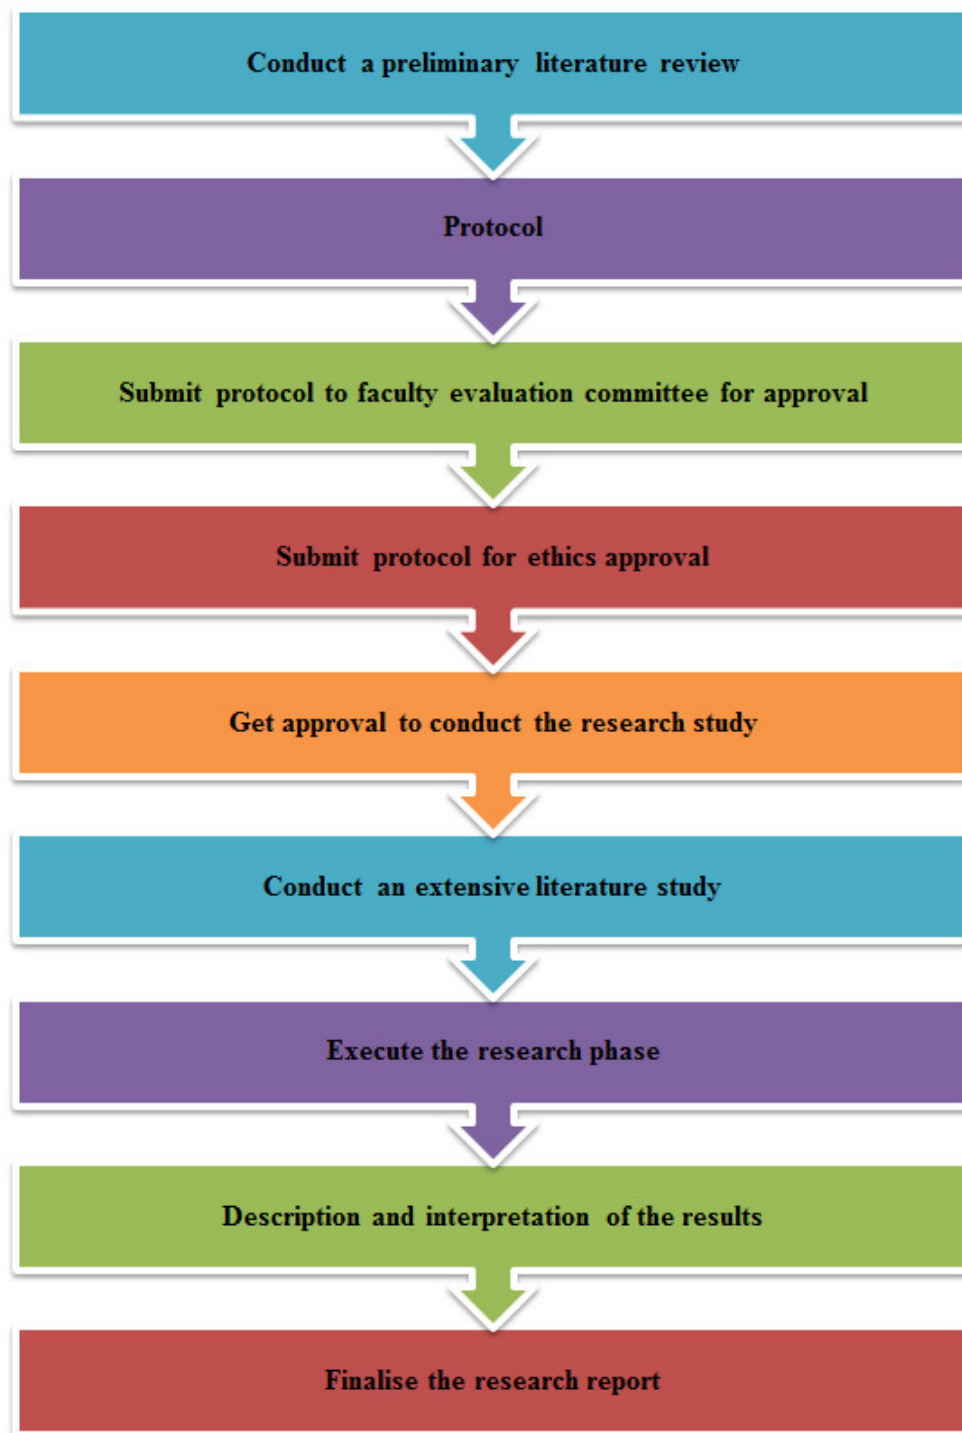 Conduct a preliminary literature review
Protocol
Submit protocol to faculty evaluation committee for approval
Submit protocol for ethics approval
Get approval to conduct the research study
Conduct an extensive literature study
Execute the research phase
Description and interpretation of the results
Finalise the research report